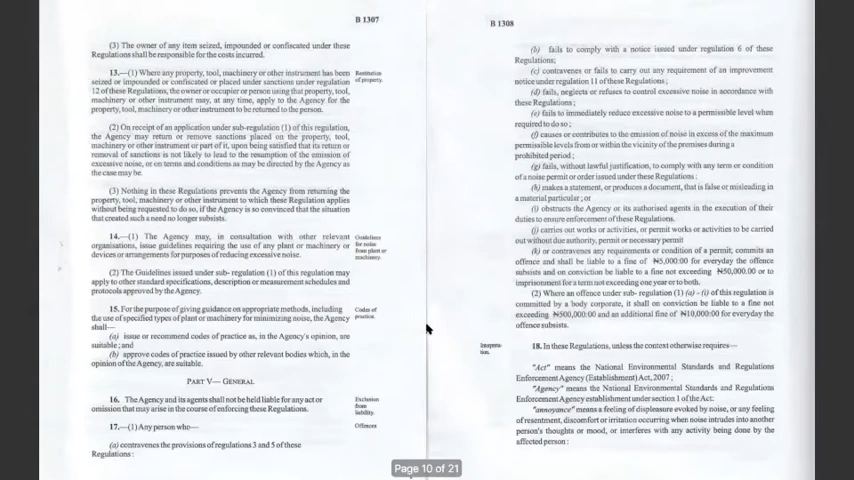 B 1307
(3) The owner of any item seized, impounded or confiscated under these
Regulations shall be responsible for the costs incurred.
13.—(1) Where any property, tool, machinery or other instrument has been
seized or impounded or confiscated or placed under sanctions under regulation
12 of these Regulations, the owner or occupier or person using that property, tool,
machinery or other instrument may, at any time, apply to the Agency for the
property, tool, machinery or other instrument to be returned to the person.
Restitution
of property.
(2) On receipt of an application under sub-regulation (1) of this regulation,
the Agency may return or remove sanctions placed on the property, tool,
machinery or other instrument or part of it, upon being satisfied that its return or
removal of sanctions is not likely to lead to the resumption of the emission of
excessive noise, or on terms and conditions as may be directed by the Agency as
the case may be.
(3) Nothing in these Regulations prevents the Agency from returning the
property, tool, machinery or other instrument to which these Regulation applies
without being requested to do so, if the Agency is so convinced that the situation
that created such a need no longer subsists.
14.—(1) The Agency may, in consultation with other relevant
organisations, issue guidelines requiring the use of any plant or machinery or
devices or arrangements for purposes of reducing excessive noise.
Guidelines
for noise
from plant or
machinery.
(2) The Guidelines issued under sub- regulation (1) of this regulation may
apply to other standard specifications, description or measurement schedules and
protocols approved by the Agency.
15. For the purpose of giving guidance on appropriate methods, including
the use of specified types of plant or machinery for minimizing noise, the Agency
shall—
Codes of
practice.
(a) issue or recommend codes of practice as, in the Agency's opinion, are
suitable ; and
(b) approve codes of practice issued by other relevant bodies which, in the
opinion of the Agency, are suitable.
PART V— GENERAL
16. The Agency and its agents shall not be held liable for any act or
omission that may arise in the course of enforcing these Regulations.
Exclusion
from
liability.
17.—(1) Any person who—
Offences
(a) contravenes the provisions of regulations 3 and 5 of these
Regulations :
B 1308
(b) fails to comply with a notice issued under regulation 6 of these
Regulations ;
(c) contravenes or fails to carry out any requirement of an improvement
notice under regulation 11 of these Regulations ;
(d) fails, neglects or refuses to control excessive noise in accordance with
these Regulations ;
(e) fails to immediately reduce excessive noise to a permissible level when
required to do so ;
(f) causes or contributes to the emission of noise in excess of the maximum
permissible levels from or within the vicinity of the premises during a
prohibited period ;
(g) fails, without lawful justification, to comply with any term or condition
of a noise permit or order issued under these Regulations ;
(h) makes a statement, or produces a document, that is false or misleading in
a material particular ; or
(i) obstructs the Agency or its authorised agents in the execution of their
duties to ensure enforcement of these Regulations.
(j) carries out works or activities, or permit works or activities to be carried
out without due authority, permit or necessary permit
(k) or contravenes any requirements or condition of a permit; commits an
offence and shall be liable to a fine of ₦5,000:00 for everyday the offence
subsists and on conviction be liable to a fine not exceeding ₦50,000:00 or to
imprisonment for a term not exceeding one year or to both.
(2) Where an offence under sub- regulation (1) (a) - (i) of this regulation is
committed by a body corporate, it shall on conviction be liable to a fine not
exceeding ₦500,000:00 and an additional fine of ₦10,000:00 for everyday the
offence subsists.
18. In these Regulations, unless the context otherwise requires—
Interpreta-
tion.
"Act" means the National Environmental Standards and Regulations
Enforcement Agency (Establishment) Act, 2007 ;
"Agency" means the National Environmental Standards and Regulations
Enforcement Agency establishment under section 1 of the Act:
"annoyance" means a feeling of displeasure evoked by noise, or any feeling
of resentment, discomfort or irritation occurring when noise intrudes into another
person's thoughts or mood, or interferes with any activity being done by the
affected person :
Page 10 of 21